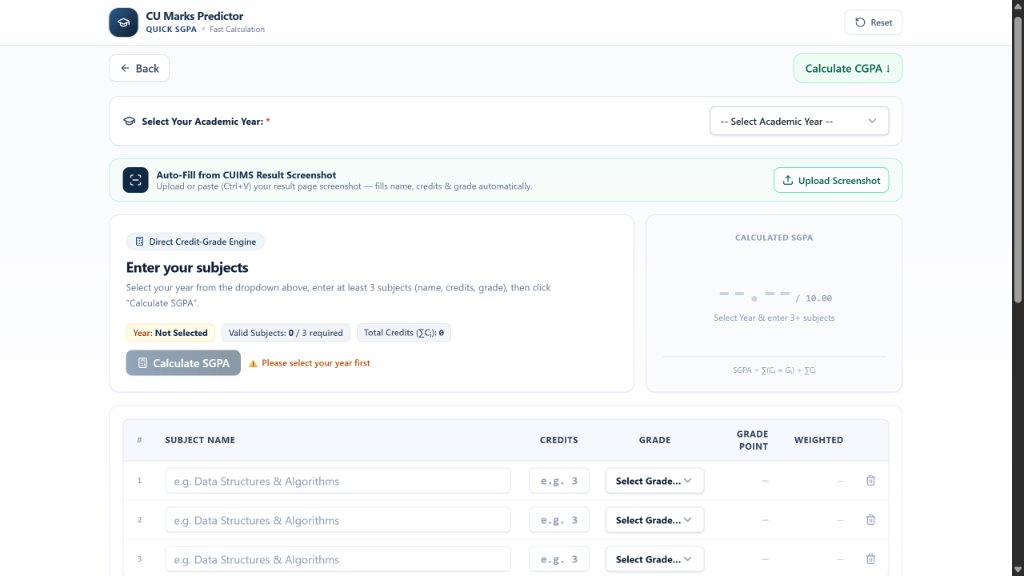 CU Marks Predictor
QUICK SGPA • Fast Calculation
Reset
← Back
Calculate CGPA ↓
Select Your Academic Year: *
-- Select Academic Year --
Auto-Fill from CUIMS Result Screenshot
Upload or paste (Ctrl+V) your result page screenshot — fills name, credits & grade automatically.
Upload Screenshot
Direct Credit-Grade Engine
Enter your subjects
Select your year from the dropdown above, enter at least 3 subjects (name, credits, grade), then click
"Calculate SGPA".
Year: Not Selected
Valid Subjects: 0 / 3 required
Total Credits (∑Cᵢ): 0
Calculate SGPA
⚠ Please select your year first
CALCULATED SGPA
--.-- / 10.00
Select Year & enter 3+ subjects
SGPA = ∑(Cᵢ × Gᵢ) ÷ ∑Cᵢ
# SUBJECT NAME CREDITS GRADE GRADE POINT WEIGHTED
1 e.g. Data Structures & Algorithms e.g. 3 Select Grade... — —
2 e.g. Data Structures & Algorithms e.g. 3 Select Grade... — —
3 e.g. Data Structures & Algorithms e.g. 3 Select Grade... — —